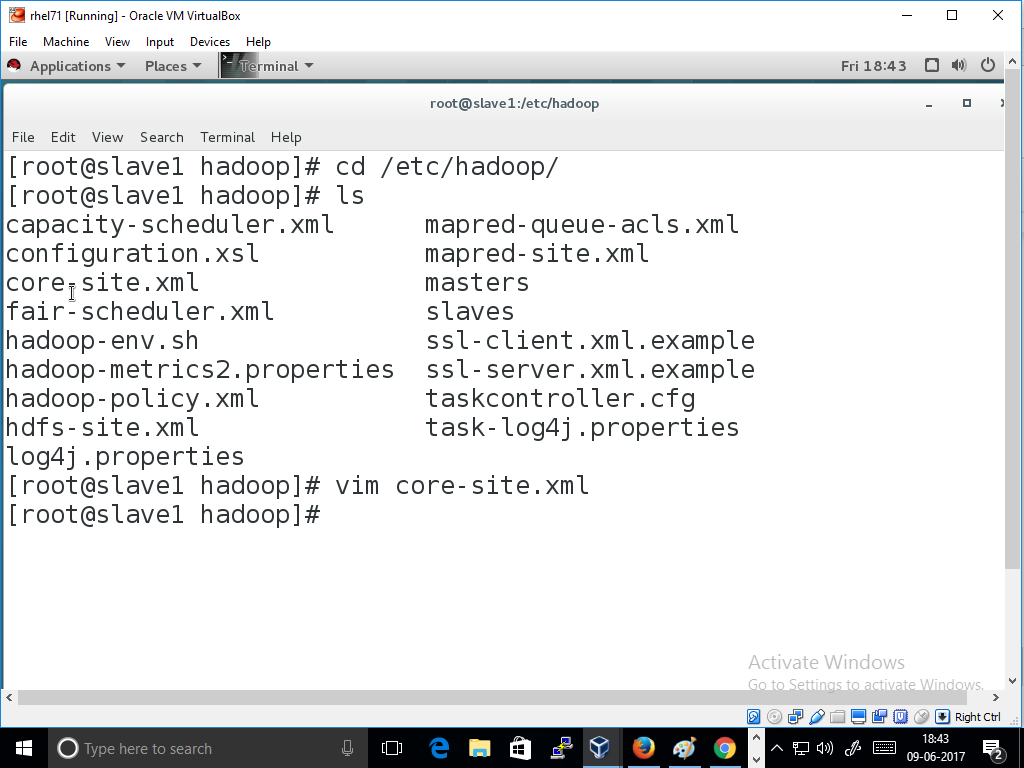 rhel71 [Running] - Oracle VM VirtualBox
File Machine View Input Devices Help
Applications Places Terminal Fri 18:43
root@slave1:/etc/hadoop
File Edit View Search Terminal Help
[root@slave1 hadoop]# cd /etc/hadoop/
[root@slave1 hadoop]# ls
capacity-scheduler.xml mapred-queue-acls.xml
configuration.xsl mapred-site.xml
core-site.xml masters
fair-scheduler.xml slaves
hadoop-env.sh ssl-client.xml.example
hadoop-metrics2.properties ssl-server.xml.example
hadoop-policy.xml taskcontroller.cfg
hdfs-site.xml task-log4j.properties
log4j.properties
[root@slave1 hadoop]# vim core-site.xml
[root@slave1 hadoop]#
Activate Windows
Go to Settings to activate Windows.
Right Ctrl
Type here to search
18:43
09-06-2017
2